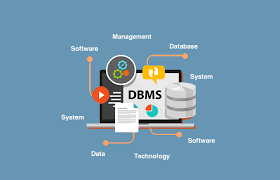 Management
Software
Database
System
DBMS
System
Software
Data
Technology